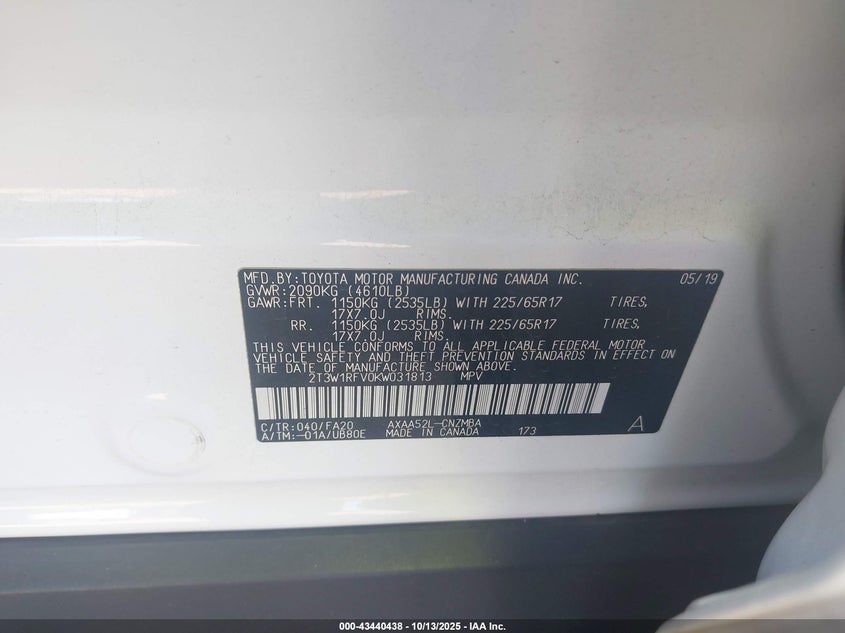 MFD.BY:TOYOTA MOTOR MANUFACTURING CANADA INC. 05/19
GVWR:2090KG (4610LB)
GAWR:FRT. 1150KG (2535LB) WITH 225/65R17 TIRES,
17X7.0J RIMS.
RR. 1150KG (2535LB) WITH 225/65R17 TIRES,
17X7.0J RIMS.
THIS VEHICLE CONFORMS TO ALL APPLICABLE FEDERAL MOTOR
VEHICLE SAFETY AND THEFT PREVENTION STANDARDS IN EFFECT ON
THE DATE OF MANUFACTURE SHOWN ABOVE.
2T3W1RFV0KW031813 MPV
C/TR:040/FA20 AXAA52L-CNZMBA
A/TM:-01A/UB80E MADE IN CANADA 173 A
000-43440438 - 10/13/2025 - IAA Inc.